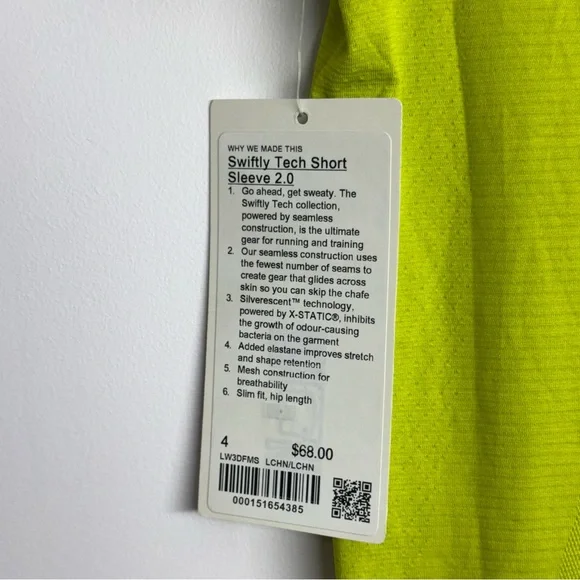 WHY WE MADE THIS
Swiftly Tech Short
Sleeve 2.0
1. Go ahead, get sweaty. The
Swiftly Tech collection,
powered by seamless
construction, is the ultimate
gear for running and training
2. Our seamless construction uses
the fewest number of seams to
create gear that glides across
skin so you can skip the chafe
3. Silverescent™ technology,
powered by X-STATIC®, inhibits
the growth of odour-causing
bacteria on the garment
4. Added elastane improves stretch
and shape retention
5. Mesh construction for
breathability
6. Slim fit, hip length
4 $68.00
LW3DFMS LCHN/LCHN
000151654385